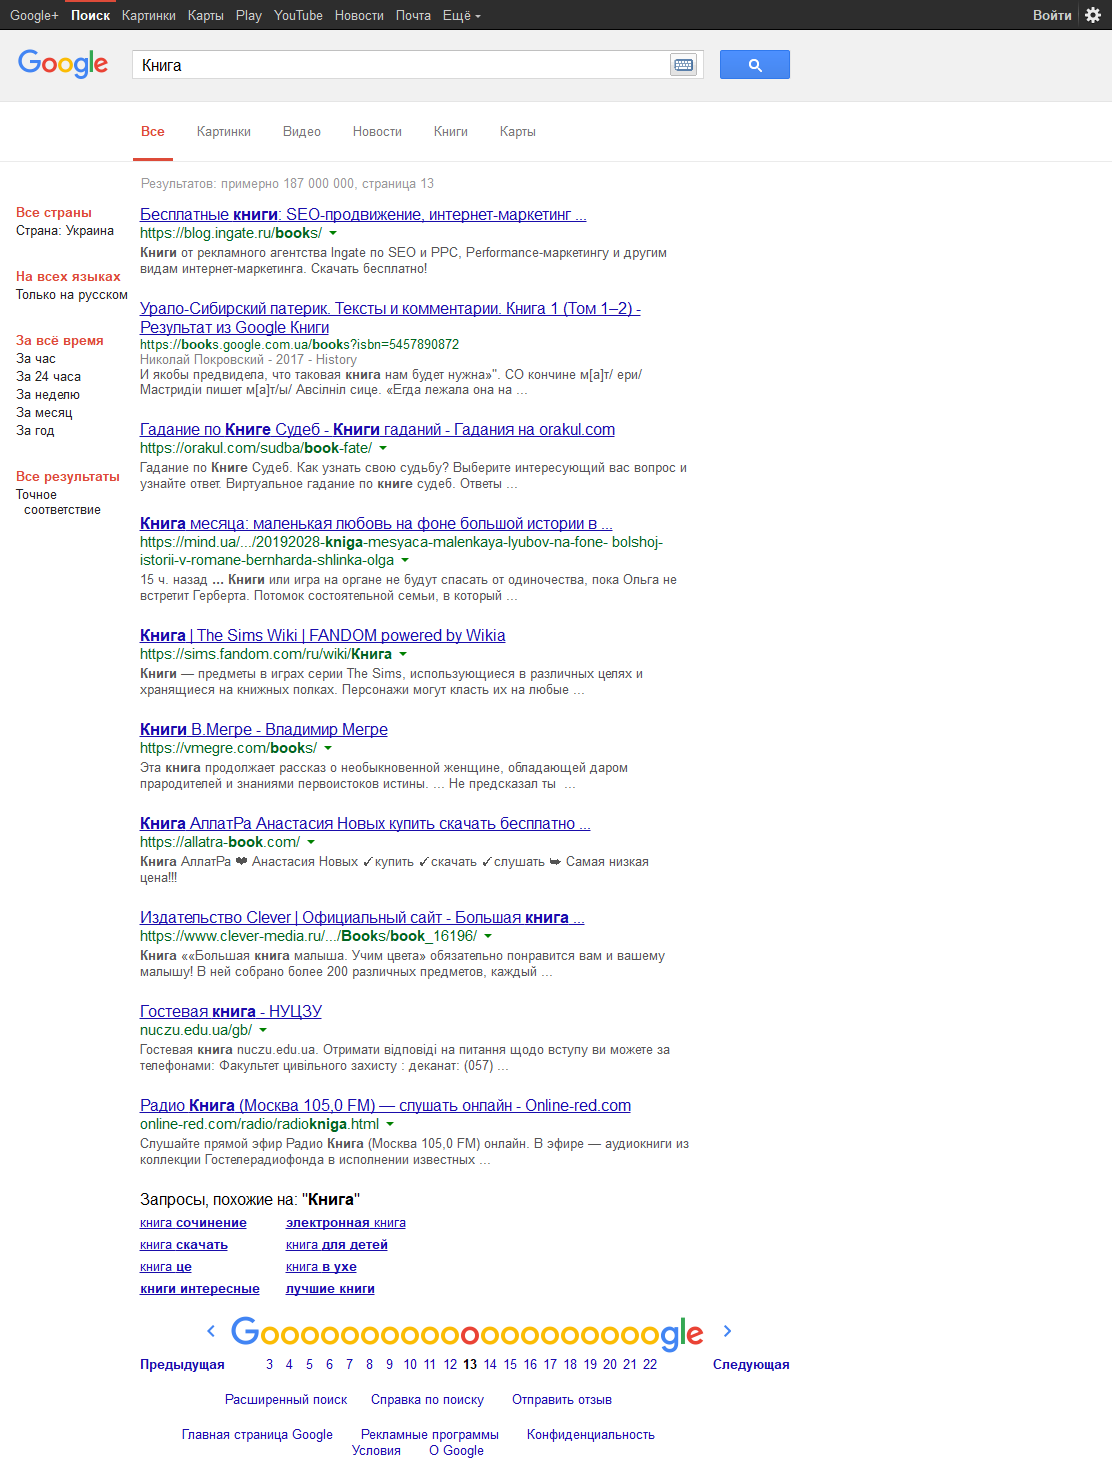 Google+ Поиск Картинки Карты Play YouTube Новости Почта Ещё Войти
Google Книга
Все Картинки Видео Новости Книги Карты
Результатов: примерно 187 000 000, страница 13
Все страны
Страна: Украина
На всех языках
Только на русском
За всё время
За час
За 24 часа
За неделю
За месяц
За год
Все результаты
Точное
соответствие
Бесплатные книги: SEO-продвижение, интернет-маркетинг ...
https://blog.ingate.ru/books/
Книги от рекламного агентства Ingate по SEO и PPC, Performance-маркетингу и другим
видам интернет-маркетинга. Скачать бесплатно!
Урало-Сибирский патерик. Тексты и комментарии. Книга 1 (Том 1–2) -
Результат из Google Книги
https://books.google.com.ua/books?isbn=5457890872
Николай Покровский - 2017 - History
И якобы предвидела, что таковая книга нам будет нужна»". СО кончине м[а]т/ ери/
Мастридіи пишет м[а]т/ы/ Авсілніл сице. «Егда лежала она на ...
Гадание по Книге Судеб - Книги гаданий - Гадания на orakul.com
https://orakul.com/sudba/book-fate/
Гадание по Книге Судеб. Как узнать свою судьбу? Выберите интересующий вас вопрос и
узнайте ответ. Виртуальное гадание по книге судеб. Ответы ...
Книга месяца: маленькая любовь на фоне большой истории в ...
https://mind.ua/.../20192028-kniga-mesyaca-malenkaya-lyubov-na-fone- bolshoj-
istorii-v-romane-bernharda-shlinka-olga
15 ч. назад ... Книги или игра на органе не будут спасать от одиночества, пока Ольга не
встретит Герберта. Потомок состоятельной семьи, в который ...
Книга | The Sims Wiki | FANDOM powered by Wikia
https://sims.fandom.com/ru/wiki/Книга
Книги — предметы в играх серии The Sims, использующиеся в различных целях и
хранящиеся на книжных полках. Персонажи могут класть их на любые ...
Книги В.Мегре - Владимир Мегре
https://vmegre.com/books/
Эта книга продолжает рассказ о необыкновенной женщине, обладающей даром
прародителей и знаниями первоистоков истины. ... Не предсказал ты ...
Книга АллатРа Анастасия Новых купить скачать бесплатно ...
https://allatra-book.com/
Книга АллатРа ❤ Анастасия Новых ✓купить ✓скачать ✓слушать ➥ Самая низкая
цена!!!
Издательство Clever | Официальный сайт - Большая книга ...
https://www.clever-media.ru/.../Books/book_16196/
Книга ««Большая книга малыша. Учим цвета» обязательно понравится вам и вашему
малышу! В ней собрано более 200 различных предметов, каждый ...
Гостевая книга - НУЦЗУ
nuczu.edu.ua/gb/
Гостевая книга nuczu.edu.ua. Отримати відповіді на питання щодо вступу ви можете за
телефонами: Факультет цивільного захисту : деканат: (057) ...
Радио Книга (Москва 105,0 FM) — слушать онлайн - Online-red.com
online-red.com/radio/radiokniga.html
Слушайте прямой эфир Радио Книга (Москва 105,0 FM) онлайн. В эфире — аудиокниги из
коллекции Гостелерадиофонда в исполнении известных ...
Запросы, похожие на: "Книга"
книга сочинение электронная книга
книга скачать книга для детей
книга це книга в ухе
книги интересные лучшие книги
Goooooooooooooooooooogle
Предыдущая 3 4 5 6 7 8 9 10 11 12 13 14 15 16 17 18 19 20 21 22 Следующая
Расширенный поиск Справка по поиску Отправить отзыв
Главная страница Google Рекламные программы Конфиденциальность
Условия О Google